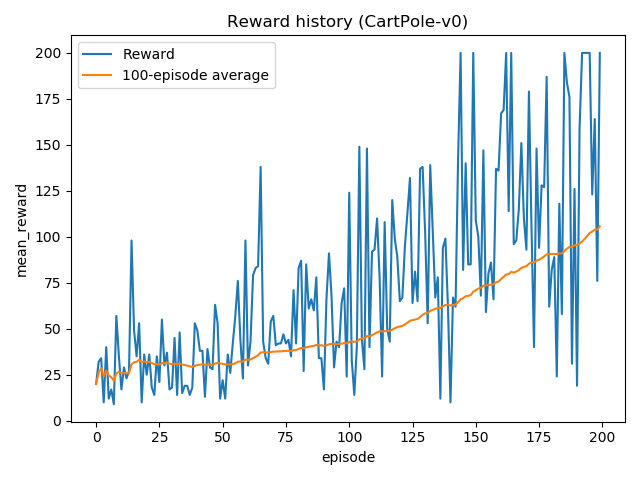 Reward history (CartPole-v0)
Reward
100-episode average
mean_reward
200
175
150
125
100
75
50
25
0
0 25 50 75 100 125 150 175 200
episode